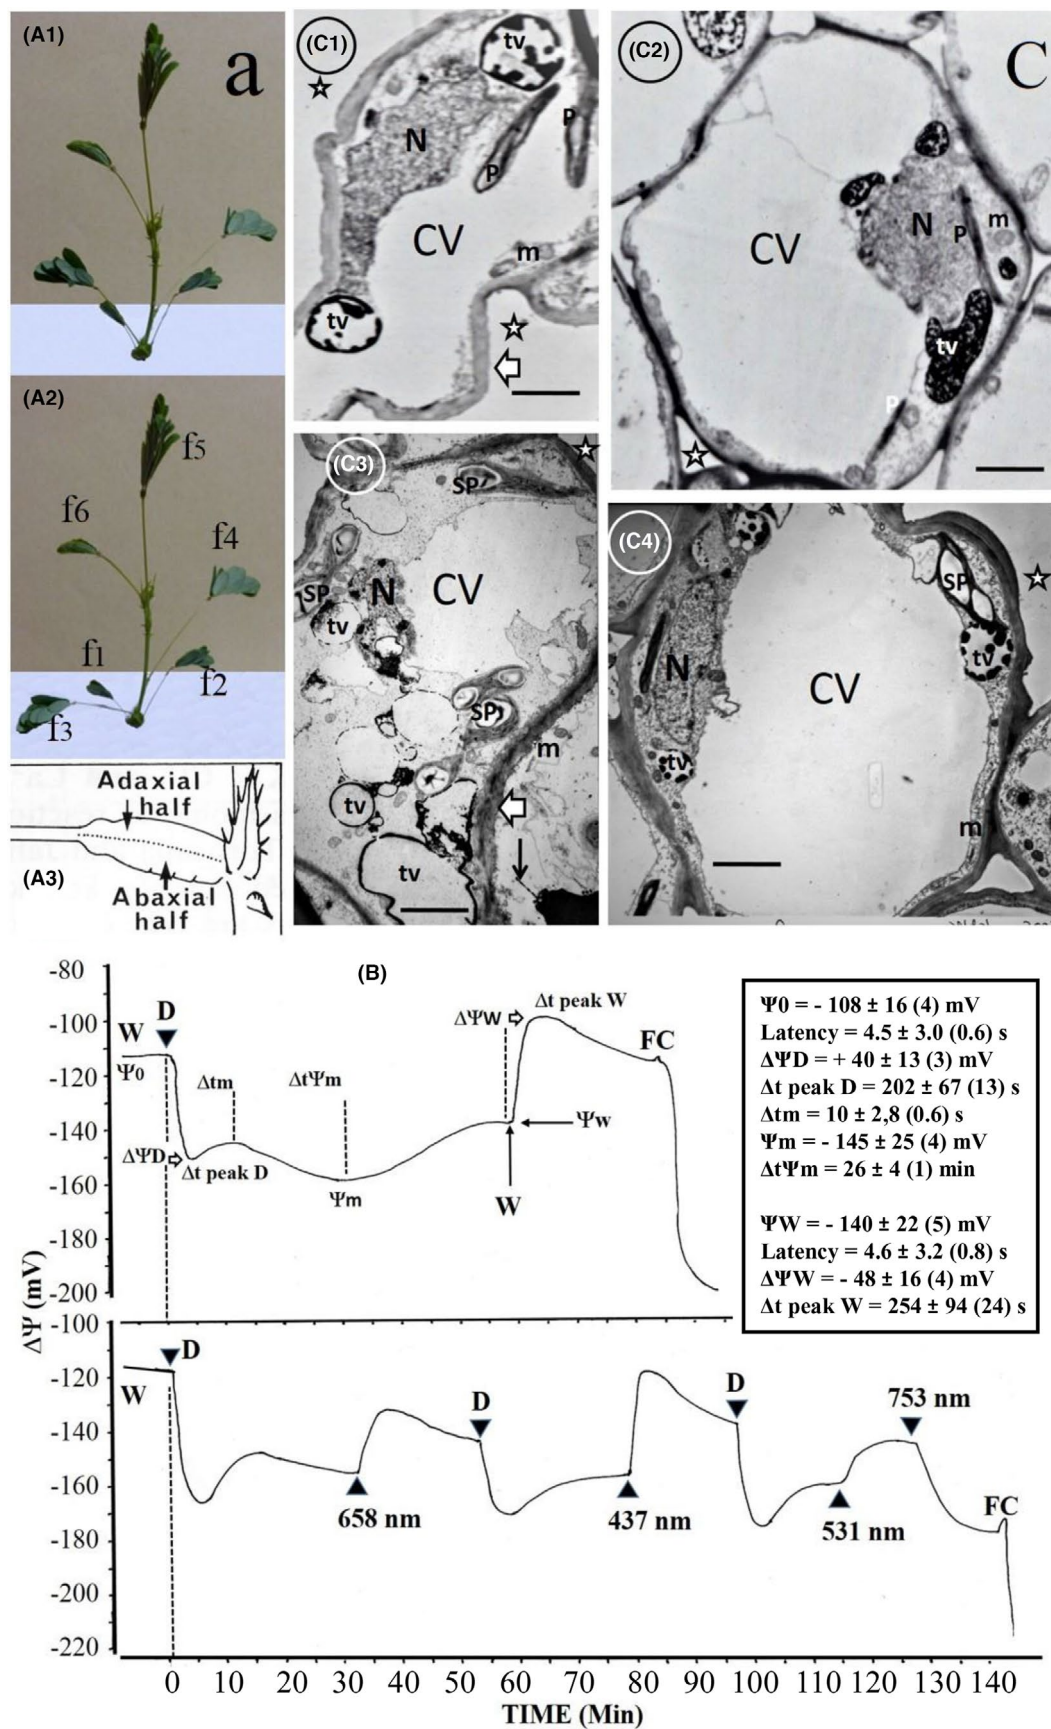 (A1)
a
(A2)
f5
f6
f4
f1
f2
f3
Adaxial
half
(A3)
Abaxial
half
(C1)
tv
N
P
P
CV
m
tv
(C2)
C
CV
N
P
m
tv
P
(C3)
SP
CV
SP
N
tv
SP
m
tv
tv
(C4)
SP
N
tv
CV
tv
m
(B)
ΔΨ (mV)
-80
-100
-120
-140
-160
-180
-200
W
D
Ψ0
Δtm
ΔtΨm
ΔΨW
Δt peak W
FC
ΔΨD
Δt peak D
Ψm
Ψw
W
Ψ0 = - 108 ± 16 (4) mV
Latency = 4.5 ± 3.0 (0.6) s
ΔΨD = + 40 ± 13 (3) mV
Δt peak D = 202 ± 67 (13) s
Δtm = 10 ± 2,8 (0.6) s
Ψm = - 145 ± 25 (4) mV
ΔtΨm = 26 ± 4 (1) min
ΨW = - 140 ± 22 (5) mV
Latency = 4.6 ± 3.2 (0.8) s
ΔΨW = - 48 ± 16 (4) mV
Δt peak W = 254 ± 94 (24) s
-100
-120
-140
-160
-180
-200
-220
D
W
658 nm
D
437 nm
D
531 nm
753 nm
FC
0 10 20 30 40 50 60 70 80 90 100 110 120 130 140
TIME (Min)